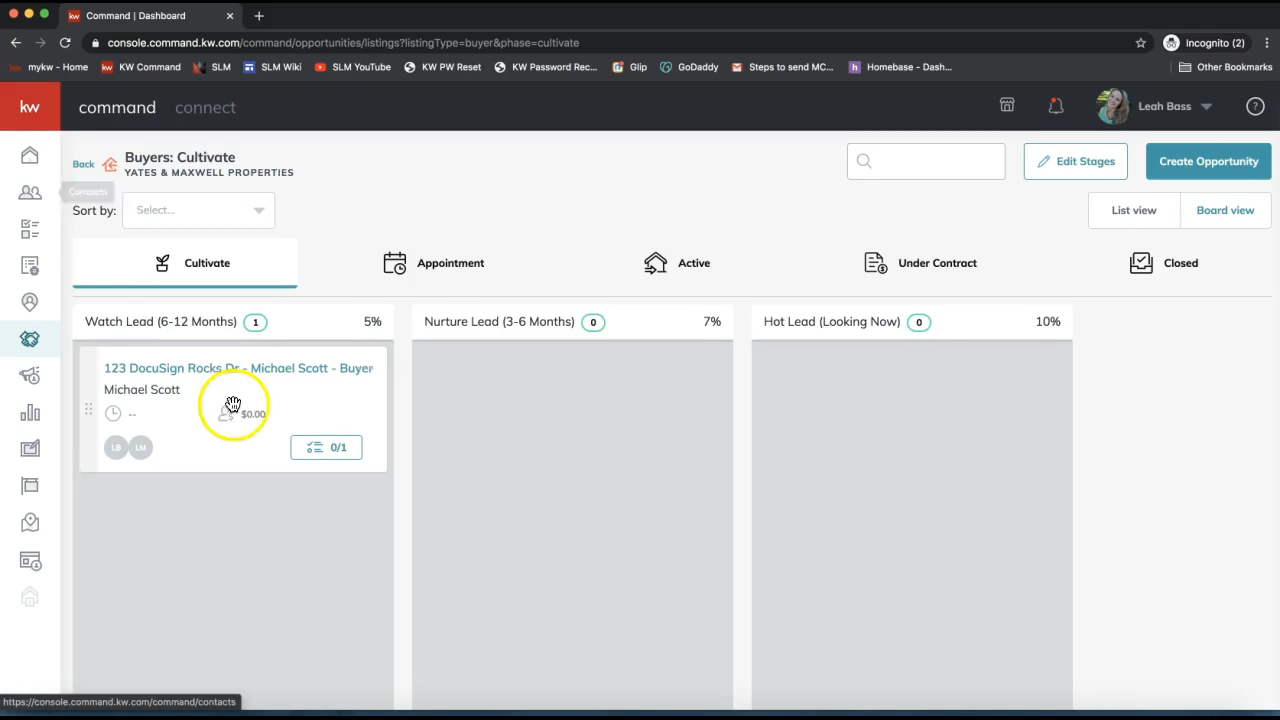 Command | Dashboard
console.command.kw.com/command/opportunities/listings?listingType=buyer&phase=cultivate
Incognito (2)
mykw - Home
KW Command
SLM
SLM Wiki
SLM YouTube
KW PW Reset
KW Password Rec...
Glip
GoDaddy
Steps to send MC...
Homebase - Dash...
Other Bookmarks
kw
command
connect
Leah Bass
Back
Buyers: Cultivate
YATES & MAXWELL PROPERTIES
Edit Stages
Create Opportunity
Contacts
Sort by:
Select...
List view
Board view
Cultivate
Appointment
Active
Under Contract
Closed
Watch Lead (6-12 Months) 1 5%
Nurture Lead (3-6 Months) 0 7%
Hot Lead (Looking Now) 0 10%
123 DocuSign Rocks Dr - Michael Scott - Buyer
Michael Scott
-- $0.00
LB LM 0/1
https://console.command.kw.com/command/contacts